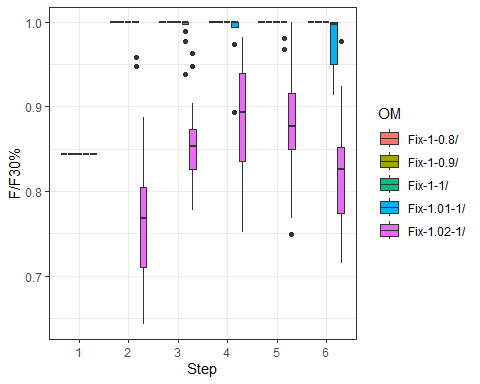 1.0
0.9
0.8
0.7
F/F30%
1 2 3 4 5 6
Step
OM
Fix-1-0.8/
Fix-1-0.9/
Fix-1-1/
Fix-1.01-1/
Fix-1.02-1/